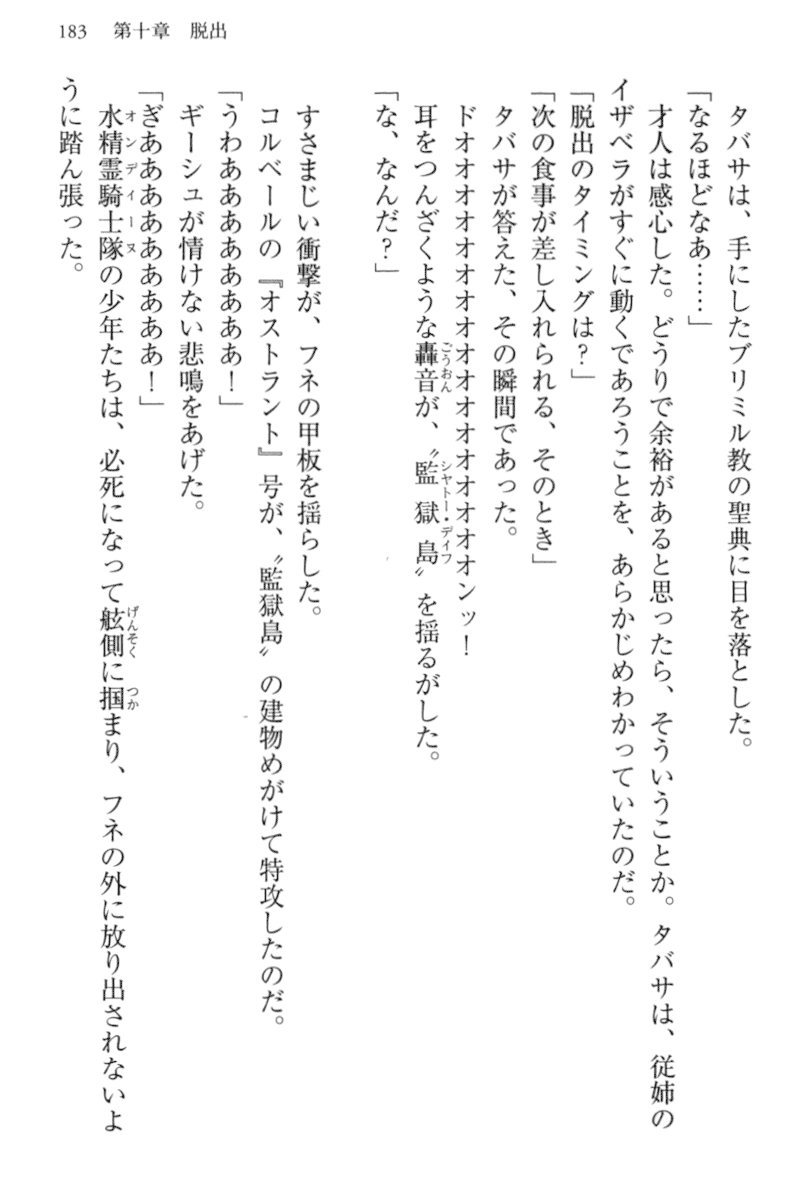 183　第十章　脱出
タバサは、手にしたブリミル教の聖典に目を落とした。
「なるほどなあ……」
才人は感心した。どうりで余裕があると思ったら、そういうことか。タバサは、従姉の
イザベラがすぐに動くであろうことを、あらかじめわかっていたのだ。
「脱出のタイミングは？」
「次の食事が差し入れられる、そのとき」
タバサが答えた、その瞬間であった。
ドオオオオオオオオオオオオオオオオオンッ！
耳をつんざくような轟音が、〝監獄島〟を揺るがした。
「な、なんだ？」
すさまじい衝撃が、フネの甲板を揺らした。
コルベールの『オストラント』号が、〝監獄島〟の建物めがけて特攻したのだ。
「うわああああああああ！」
ギーシュが情けない悲鳴をあげた。
「ぎああああああああああ！」
水精霊騎士隊の少年たちは、必死になって舷側に掴まり、フネの外に放り出されないよ
うに踏ん張った。
ごうおん
シャトー・ディフ
オンディーヌ
げんそく
つか